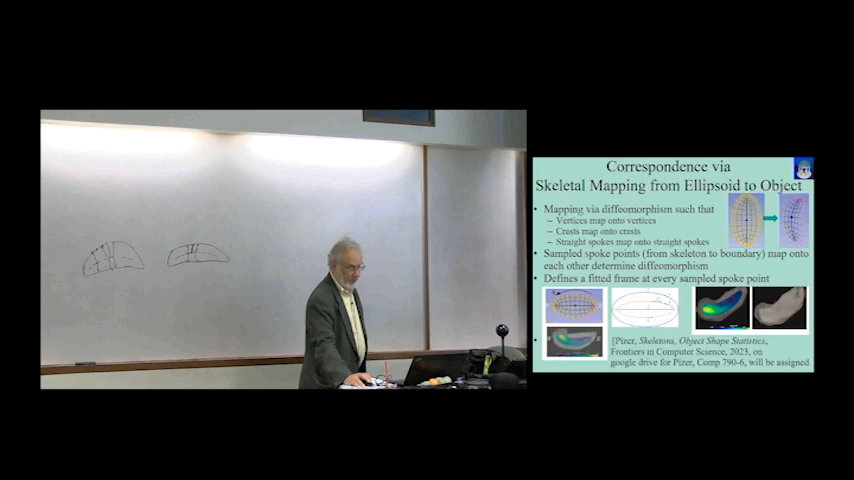 Correspondence via
Skeletal Mapping from Ellipsoid to Object
• Mapping via diffeomorphism such that
– Vertices map onto vertices
– Crests map onto crests
– Straight spokes map onto straight spokes
• Sampled spoke points (from skeleton to boundary) map onto
each other determine diffeomorphism
• Defines a fitted frame at every sampled spoke point
• [Pizer, Skeletons, Object Shape Statistics,
Frontiers in Computer Science, 2023, on
google drive for Pizer, Comp 790-6, will be assigned